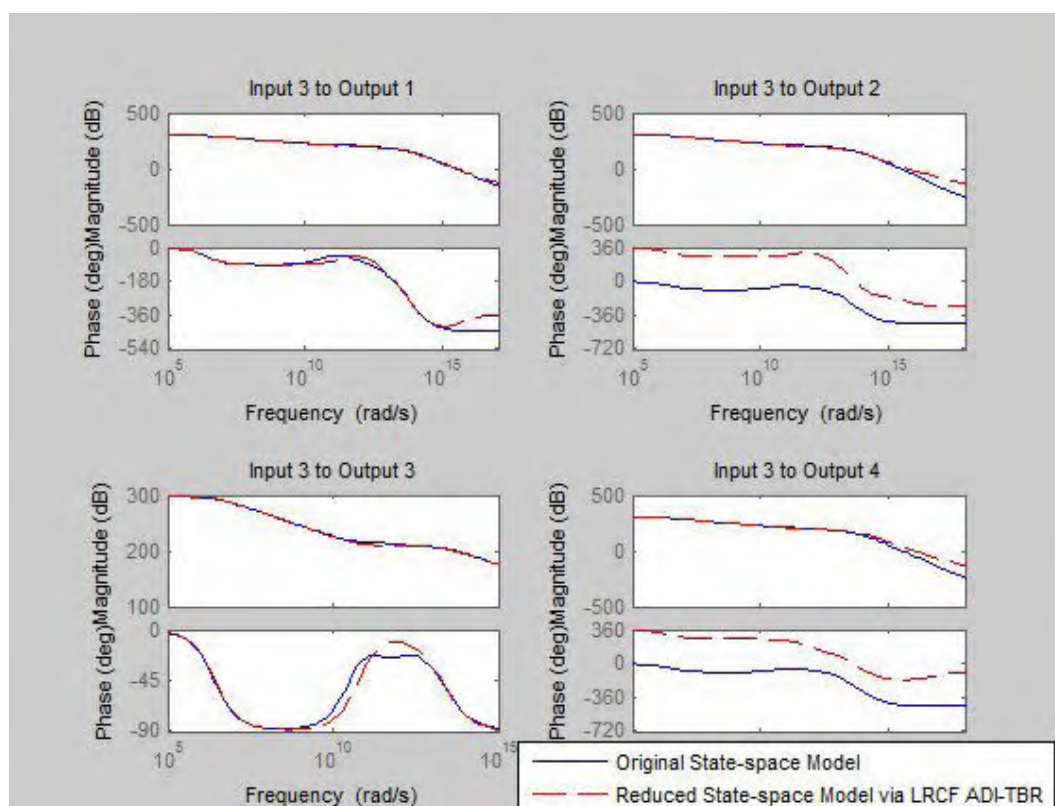 Input 3 to Output 1
Input 3 to Output 2
Magnitude (dB)
500
0
-500
Phase (deg)
0
-180
-360
-540
10^5
10^10
10^15
Frequency (rad/s)
Magnitude (dB)
500
0
-500
Phase (deg)
360
0
-360
-720
10^5
10^10
10^15
Frequency (rad/s)
Input 3 to Output 3
Input 3 to Output 4
Magnitude (dB)
300
200
100
Phase (deg)
0
-45
-90
10^5
10^10
10^15
Frequency (rad/s)
Magnitude (dB)
500
0
-500
Phase (deg)
360
0
-360
-720
Original State-space Model
Reduced State-space Model via LRCF ADI-TBR